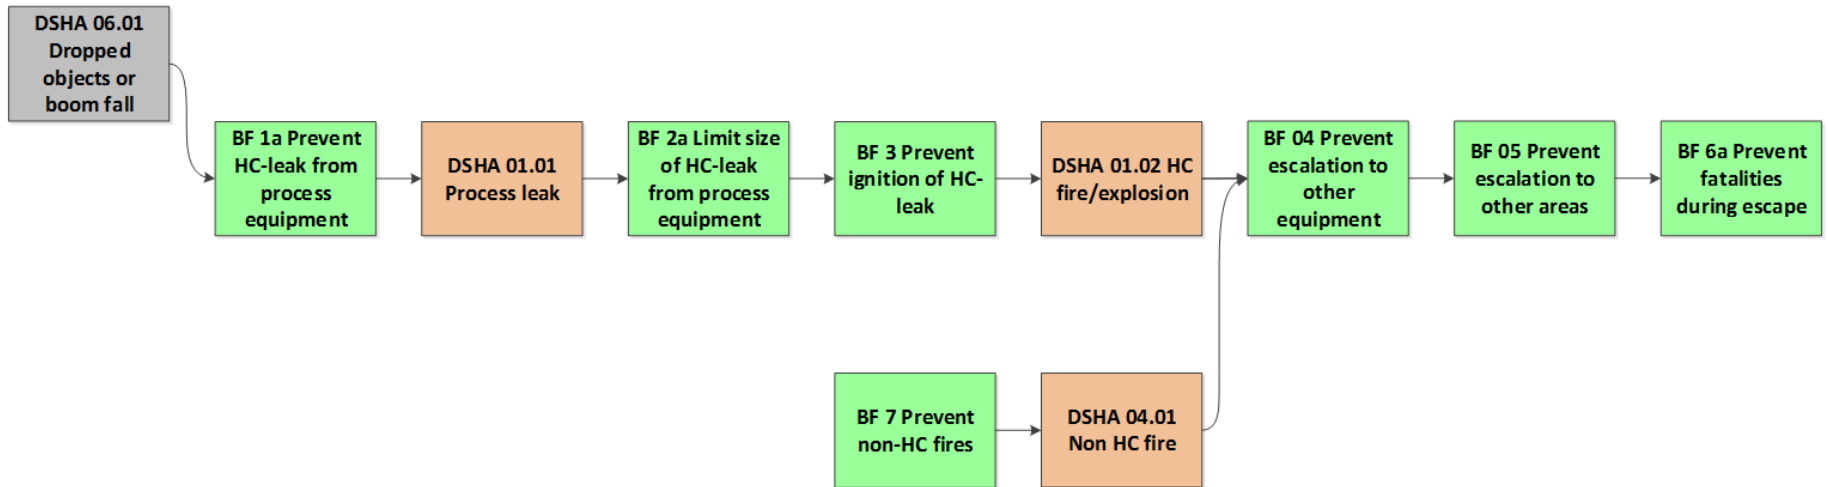 DSHA 06.01
Dropped
objects or
boom fall
BF 1a Prevent
HC-leak from
process
equipment
DSHA 01.01
Process leak
BF 2a Limit size
of HC-leak
from process
equipment
BF 3 Prevent
ignition of HC-
leak
DSHA 01.02 HC
fire/explosion
BF 04 Prevent
escalation to
other
equipment
BF 05 Prevent
escalation to
other areas
BF 6a Prevent
fatalities
during escape
BF 7 Prevent
non-HC fires
DSHA 04.01
Non HC fire